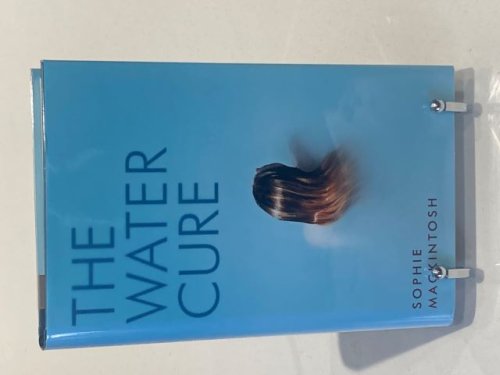 THE
WATER
CURE
SOPHIE
MACKINTOSH